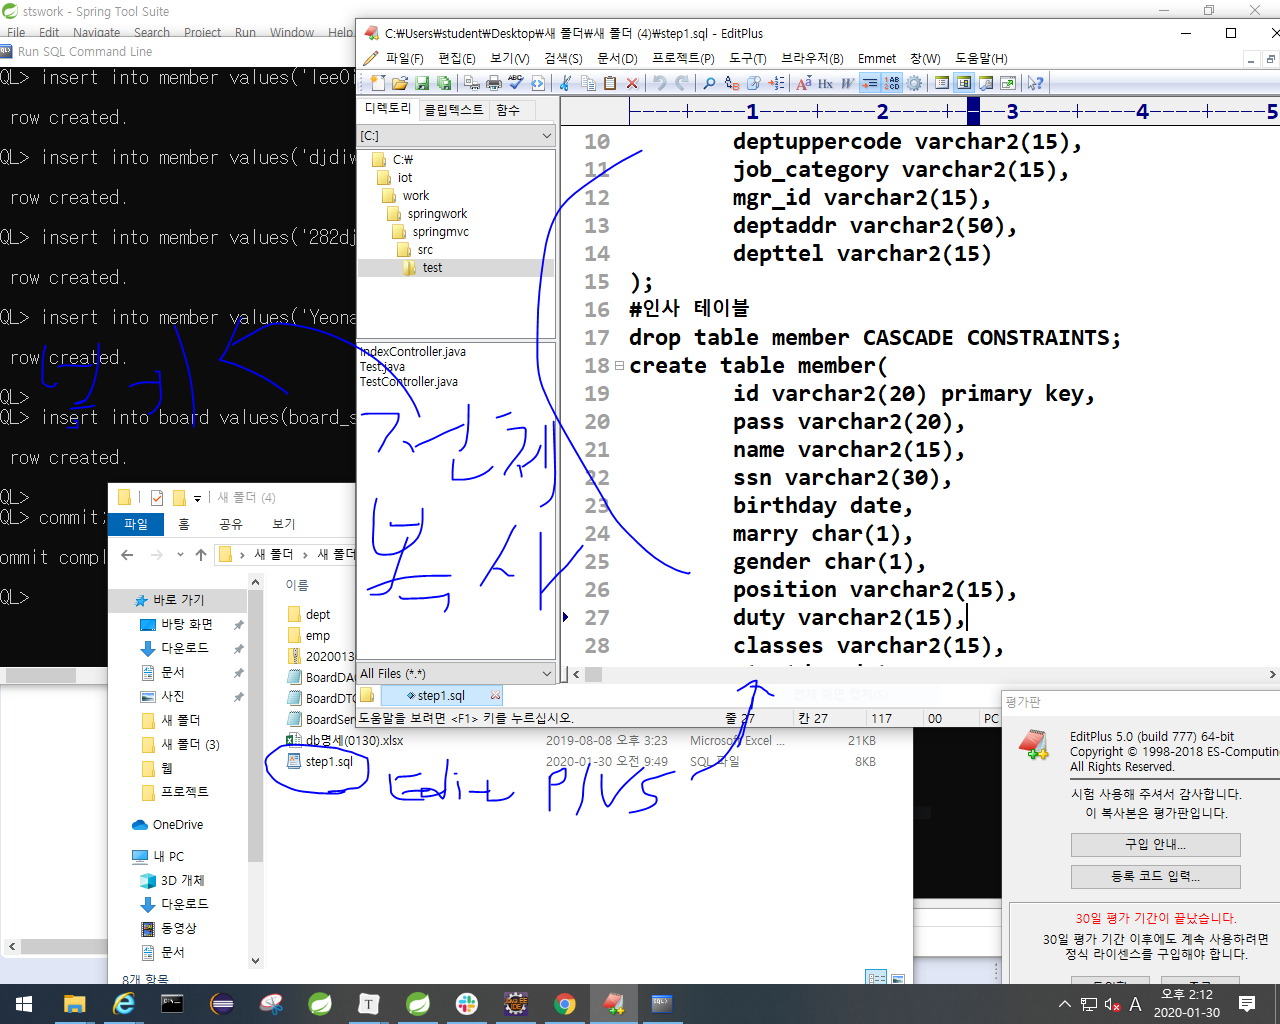 stswork - Spring Tool Suite
File Edit Navigate Search Project Run Window Help
Run SQL Command Line
QL> insert into member values('lee0
row created.
QL> insert into member values('djdiw
row created.
QL> insert into member values('282dj
row created.
QL> insert into member values('Yeona
row created.
QL>
QL> insert into board values(board_s
row created.
QL>
QL> commit;
ommit compl
QL>
C:₩Users₩student₩Desktop₩새 폴더₩새 폴더 (4)₩step1.sql - EditPlus
파일(F) 편집(E) 보기(V) 검색(S) 문서(D) 프로젝트(P) 도구(T) 브라우저(B) Emmet 창(W) 도움말(H)
디렉토리 클립텍스트 함수
[C:]
C:₩
iot
work
springwork
springmvc
src
test
IndexController.java
Test.java
TestController.java
All Files (*.*)
1 2 3 4 5
10 deptuppercode varchar2(15),
11 job_category varchar2(15),
12 mgr_id varchar2(15),
13 deptaddr varchar2(50),
14 depttel varchar2(15)
15 );
16 #인사 테이블
17 drop table member CASCADE CONSTRAINTS;
18 create table member(
19 id varchar2(20) primary key,
20 pass varchar2(20),
21 name varchar2(15),
22 ssn varchar2(30),
23 birthday date,
24 marry char(1),
25 gender char(1),
26 position varchar2(15),
27 duty varchar2(15),
28 classes varchar2(15),
step1.sql
도움말을 보려면 <F1> 키를 누르십시오. 줄 27 칸 27 117 00 PC
전체
복사
Edit Plus
새 폴더 (4)
파일 홈 공유 보기
새 폴더 > 새 폴더
이름
바로 가기
바탕 화면
다운로드
문서
사진
새 폴더
새 폴더 (3)
웹
프로젝트
OneDrive
내 PC
3D 개체
다운로드
동영상
문서
dept
emp
2020013
BoardDA
BoardDTO
BoardSer
db명세(0130).xlsx 2019-08-08 오후 3:23 Microsoft Excel ... 21KB
step1.sql 2020-01-30 오전 9:49 SQL 파일 8KB
8개 항목
평가판
EditPlus 5.0 (build 777) 64-bit
Copyright © 1998-2018 ES-Computing
All Rights Reserved.
시험 사용해 주셔서 감사합니다.
이 복사본은 평가판입니다.
구입 안내...
등록 코드 입력...
30일 평가 기간이 끝났습니다.
30일 평가 기간 이후에도 계속 사용하려면
정식 라이센스를 구입해야 합니다.
A 오후 2:12
2020-01-30